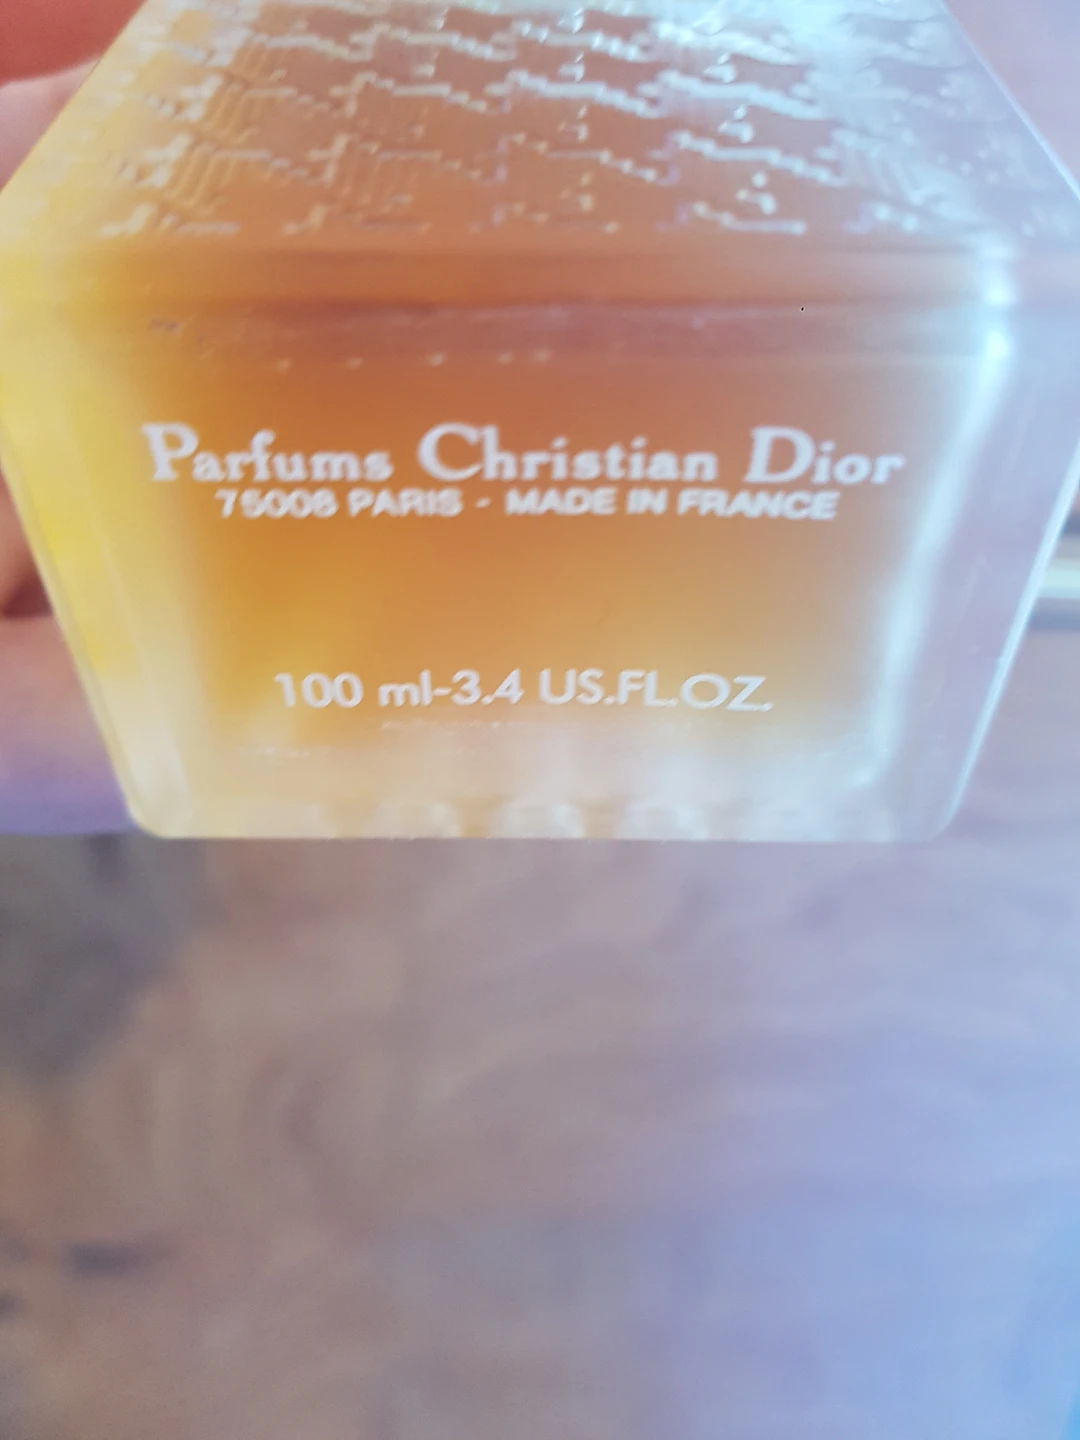 Parfums Christian Dior
75008 PARIS - MADE IN FRANCE
100 ml-3.4 US.FL.OZ.